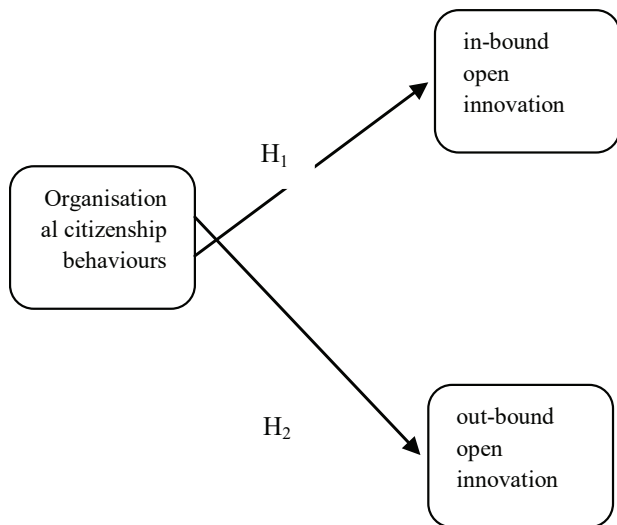 in-bound
open
innovation
H₁
Organisation
al citizenship
behaviours
H₂
out-bound
open
innovation